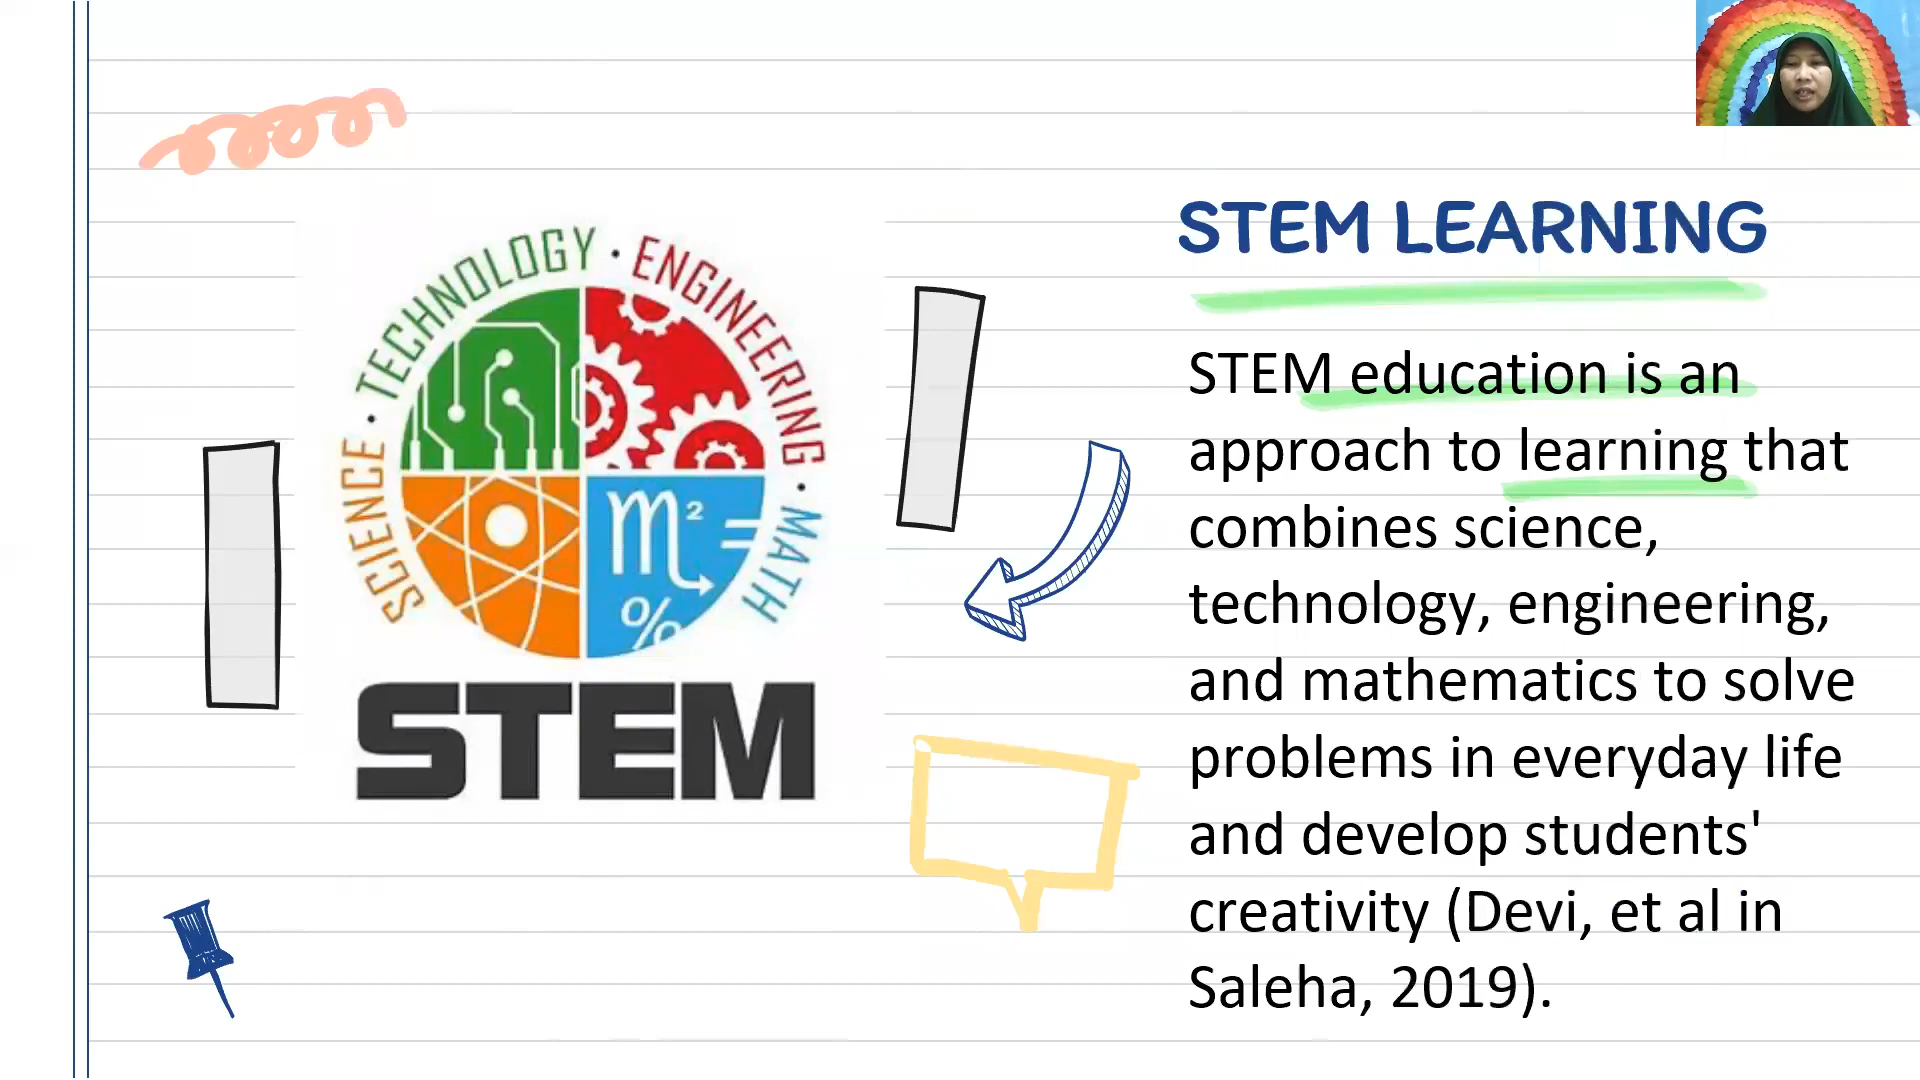 TECHNOLOGY · ENGINEERING
SCIENCE · MATH
m² =
%
STEM
STEM LEARNING
STEM education is an
approach to learning that
combines science,
technology, engineering,
and mathematics to solve
problems in everyday life
and develop students'
creativity (Devi, et al in
Saleha, 2019).